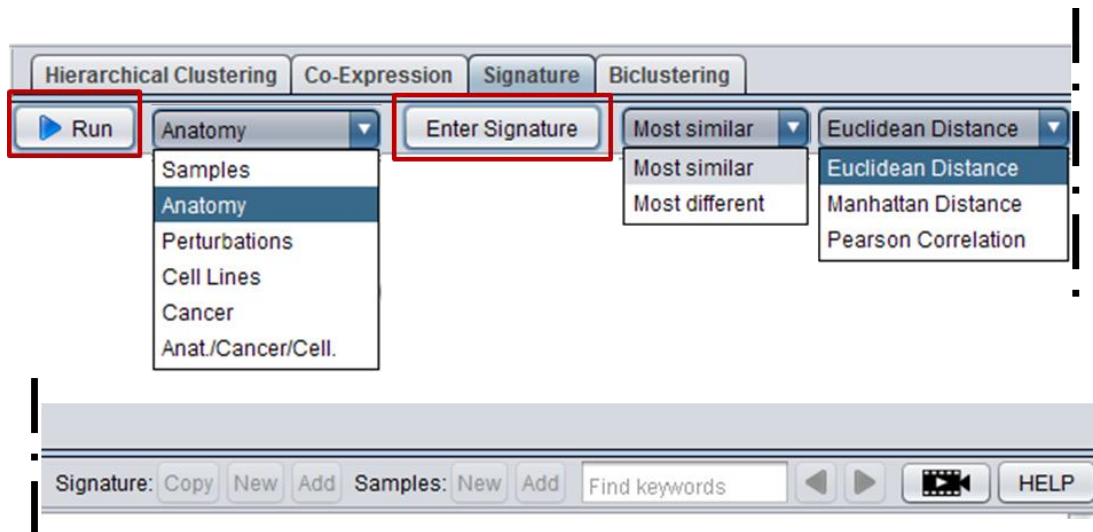 Hierarchical Clustering Co-Expression Signature Biclustering
Run Anatomy Enter Signature Most similar Euclidean Distance
Samples Most similar Euclidean Distance
Anatomy Most different Manhattan Distance
Perturbations Pearson Correlation
Cell Lines
Cancer
Anat./Cancer/Cell.
Signature: Copy New Add Samples: New Add Find keywords HELP